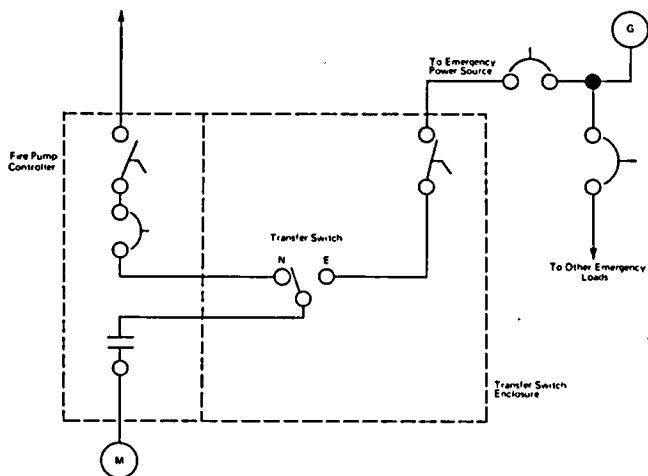 G
To Emergency
Power Source
Fire Pump
Controller
Transfer Switch
N
E
To Other Emergency
Loads
Transfer Switch
Enclosure
M